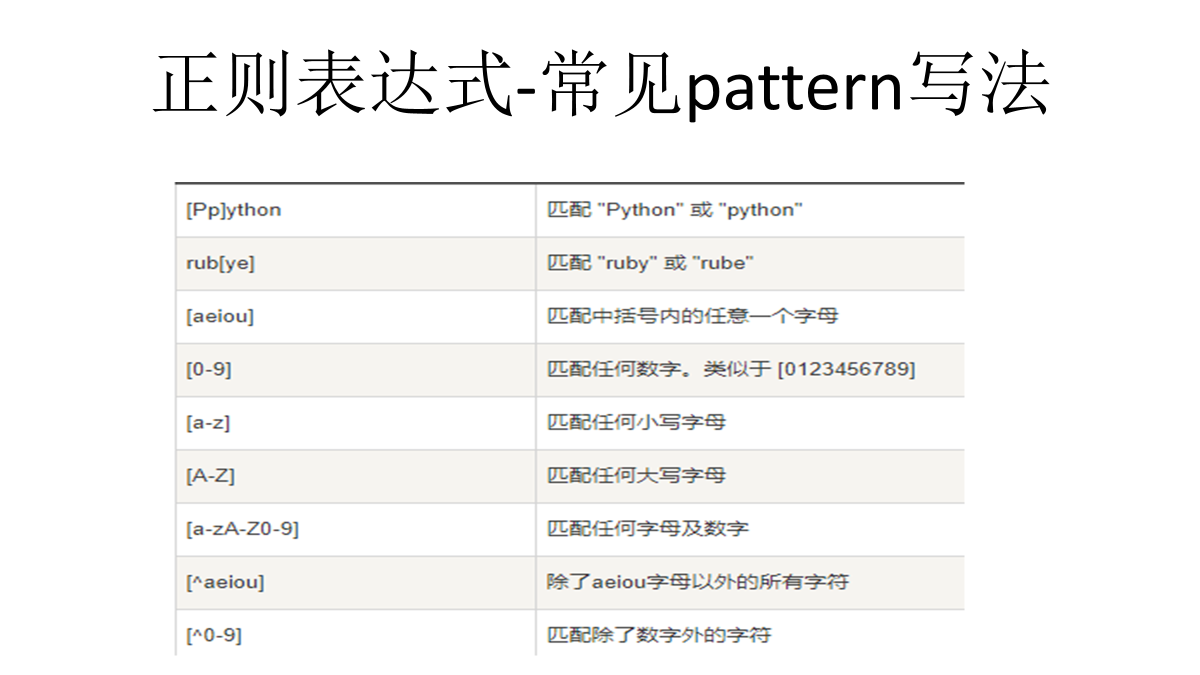 正则表达式-常见pattern写法
[Pp]ython 匹配 "Python" 或 "python"
rub[ye] 匹配 "ruby" 或 "rube"
[aeiou] 匹配中括号内的任意一个字母
[0-9] 匹配任何数字。类似于 [0123456789]
[a-z] 匹配任何小写字母
[A-Z] 匹配任何大写字母
[a-zA-Z0-9] 匹配任何字母及数字
[^aeiou] 除了aeiou字母以外的所有字符
[^0-9] 匹配除了数字外的字符